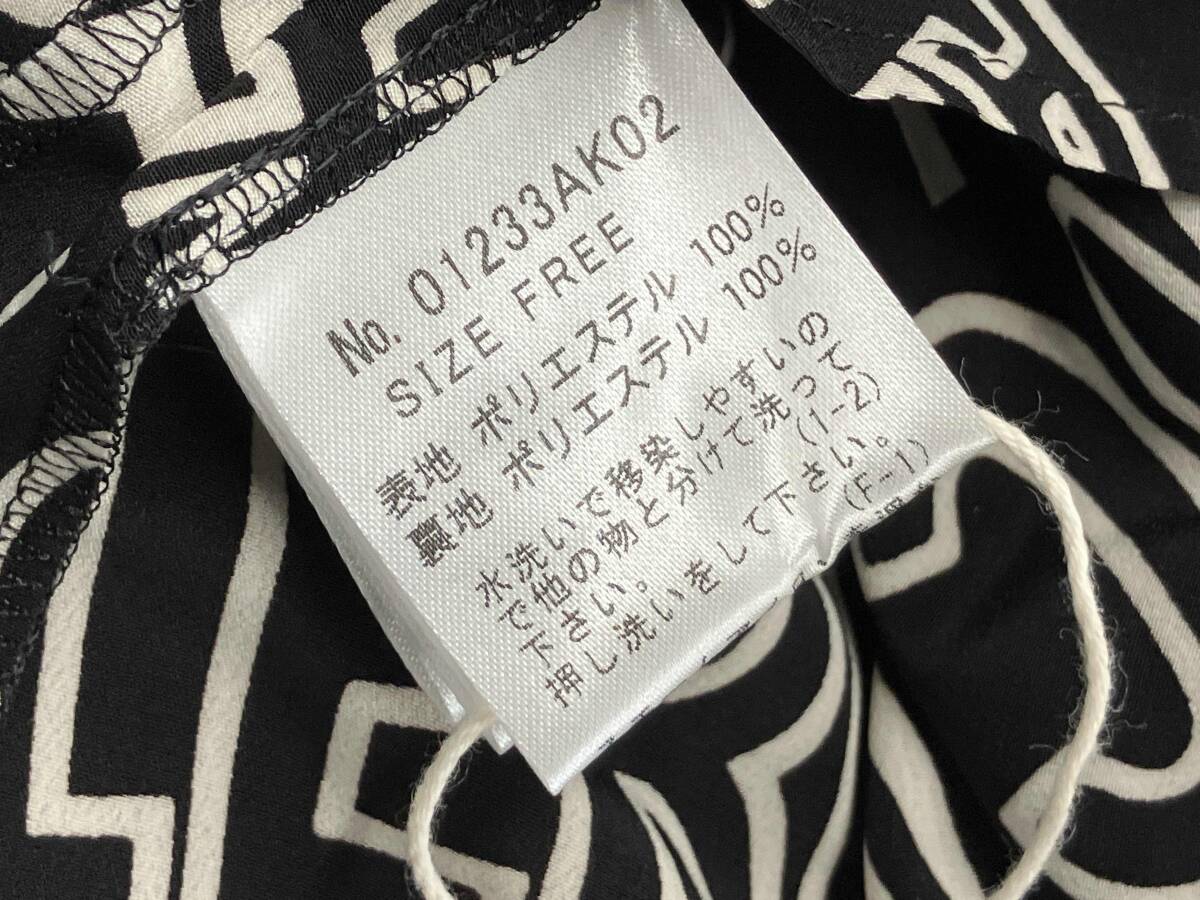 No. 01233AK02
SIZE FREE
表地 ポリエステル 100%
裏地 ポリエステル 100%
水洗いで移染しやすいの
で他の物と分けて洗って
下さい。 (1-2)
押し洗いをして下さい。
(F-1)